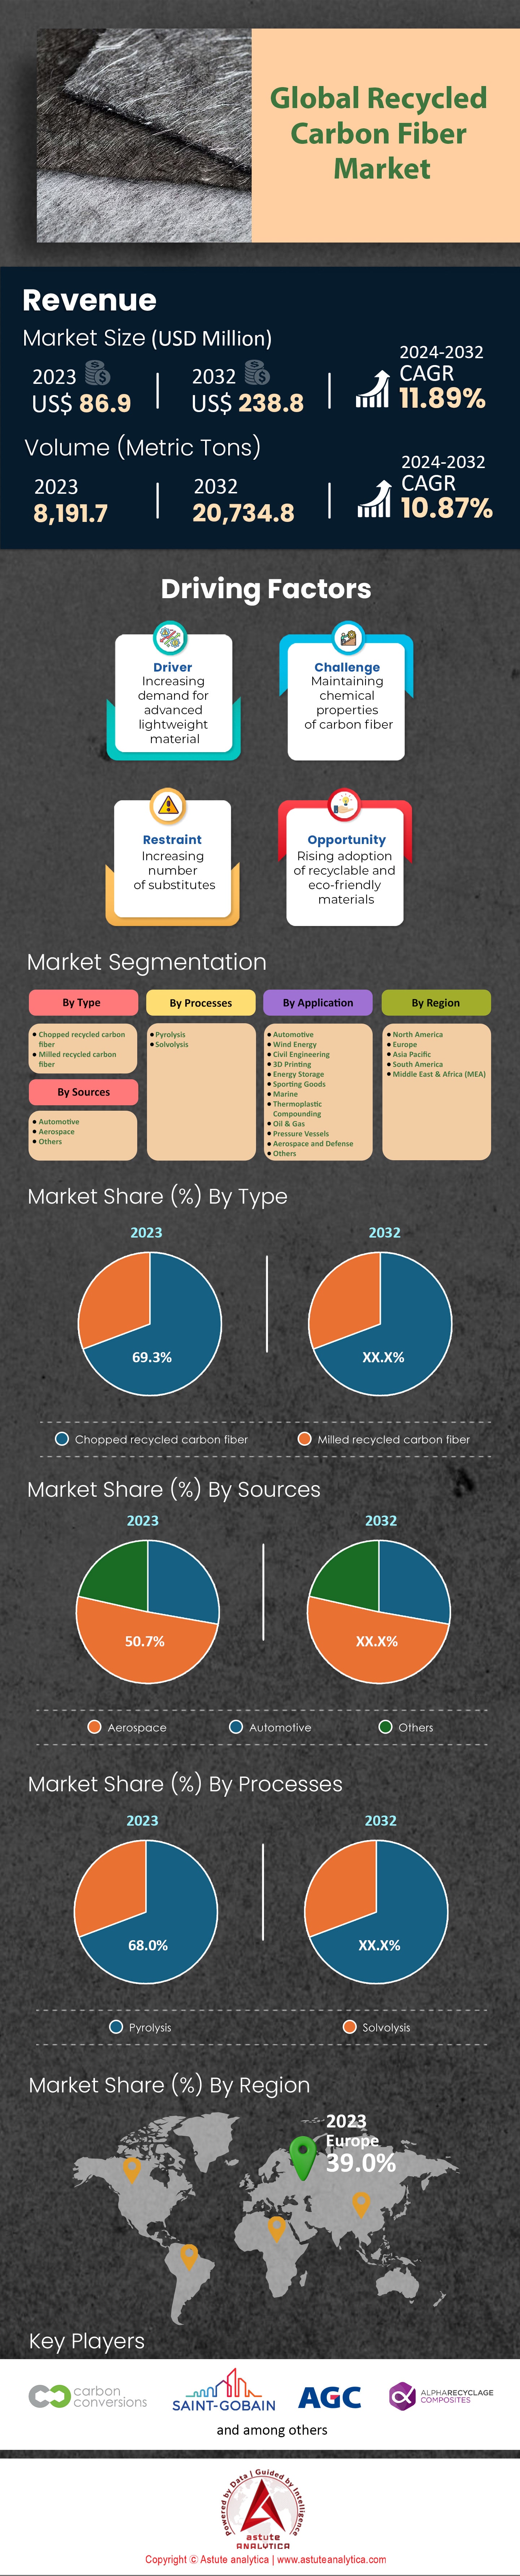 Global Recycled
Carbon Fiber
Market
Revenue
Market Size (USD Million)
2023
US$ 86.9
2032
US$ 238.8
2024-2032
CAGR
11.89%
Volume (Metric Tons)
2023
8,191.7
2032
20,734.8
2024-2032
CAGR
10.87%
Driving Factors
Driver
Increasing
demand for
advanced
lightweight
material
Challenge
Maintaining
chemical
properties
of carbon fiber
Restraint
Increasing
number
of substitutes
Opportunity
Rising adoption
of recyclable and
eco-friendly
materials
Market Segmentation
By Type
Chopped recycled carbon
fiber
Milled recycled carbon
fiber
By Sources
Automotive
Aerospace
Others
By Processes
Pyrolysis
Solvolysis
By Application
Automotive
Wind Energy
Civil Engineering
3D Printing
Energy Storage
Sporting Goods
Marine
Thermoplastic
Compounding
Oil & Gas
Pressure Vessels
Aerospace and Defense
Others
By Region
North America
Europe
Asia Pacific
South America
Middle East & Africa (MEA)
Market Share (%) By Type
2023
2032
69.3%
XX.X%
Chopped recycled carbon fiber
Milled recycled carbon fiber
Market Share (%) By Sources
2023
2032
50.7%
XX.X%
Aerospace
Automotive
Others
Market Share (%) By Processes
2023
2032
68.0%
XX.X%
Pyrolysis
Solvolysis
Market Share (%) By Region
2023
Europe
39.0%
Key Players
carbon
conversions
SAINT-GOBAIN
AGC
ALPHARECYCLAGE
COMPOSITES
and among others
Powered by Data | Guided by Intelligence
astute
ANALYTICA
Copyright © Astute analytica | www.astuteanalytica.com